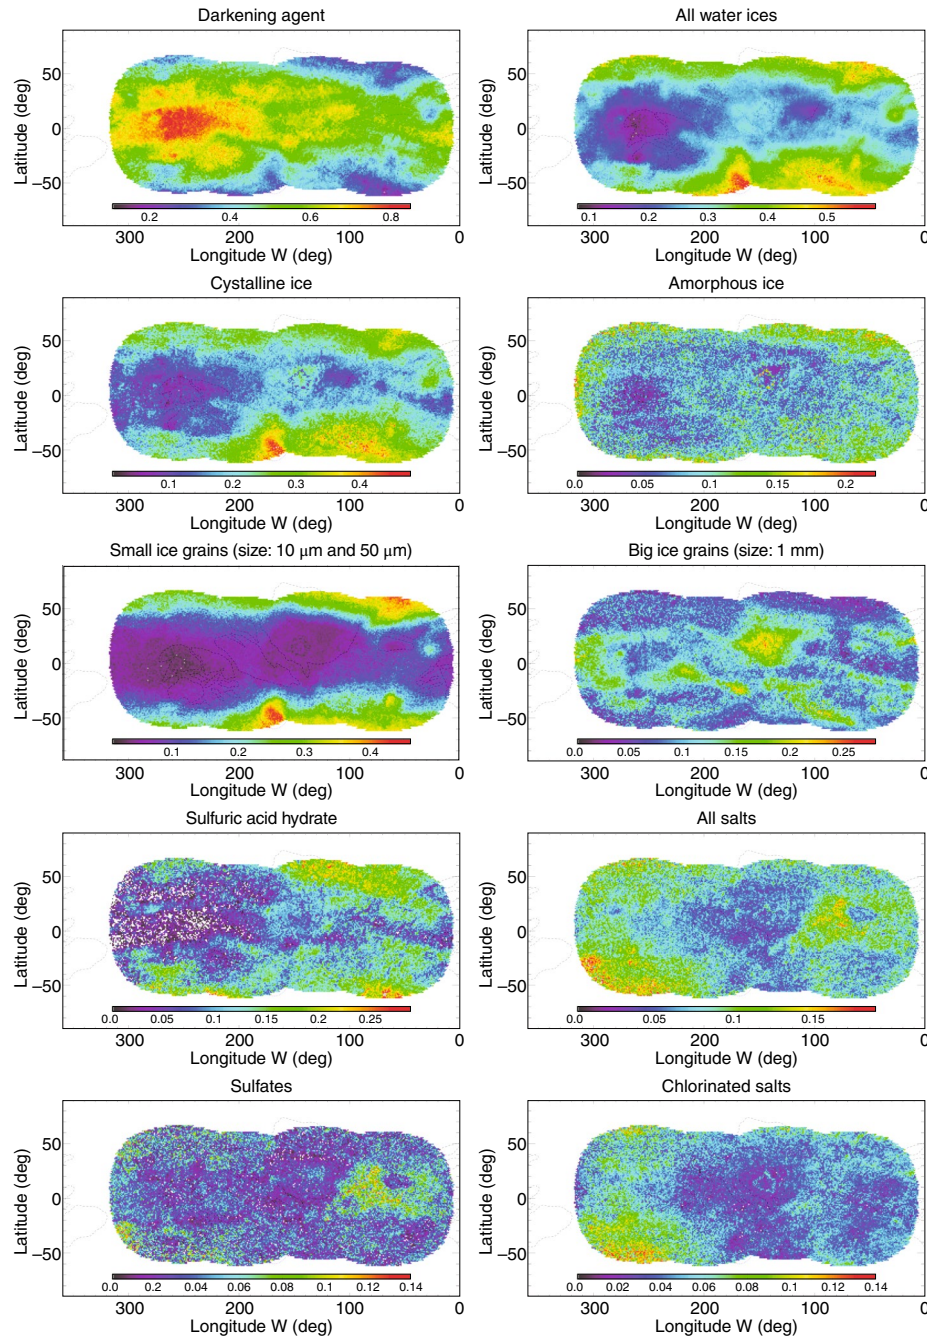 Darkening agent
All water ices
Latitude (deg)
50
0
−50
0.2 0.4 0.6 0.8
300 200 100 0
Longitude W (deg)
Latitude (deg)
50
0
−50
0.1 0.2 0.3 0.4 0.5
300 200 100 0
Longitude W (deg)
Cystalline ice
Amorphous ice
Latitude (deg)
50
0
−50
0.1 0.2 0.3 0.4
300 200 100 0
Longitude W (deg)
Latitude (deg)
50
0
−50
0.0 0.05 0.1 0.15 0.2
300 200 100 0
Longitude W (deg)
Small ice grains (size: 10 μm and 50 μm)
Big ice grains (size: 1 mm)
Latitude (deg)
50
0
−50
0.1 0.2 0.3 0.4
300 200 100 0
Longitude W (deg)
Latitude (deg)
50
0
−50
0.0 0.05 0.1 0.15 0.2 0.25
300 200 100 0
Longitude W (deg)
Sulfuric acid hydrate
All salts
Latitude (deg)
50
0
−50
0.0 0.05 0.1 0.15 0.2 0.25
300 200 100 0
Longitude W (deg)
Latitude (deg)
50
0
−50
0.0 0.05 0.1 0.15
300 200 100 0
Longitude W (deg)
Sulfates
Chlorinated salts
Latitude (deg)
50
0
−50
0.0 0.02 0.04 0.06 0.08 0.1 0.12 0.14
300 200 100 0
Longitude W (deg)
Latitude (deg)
50
0
−50
0.0 0.02 0.04 0.06 0.08 0.1 0.12 0.14
300 200 100 0
Longitude W (deg)